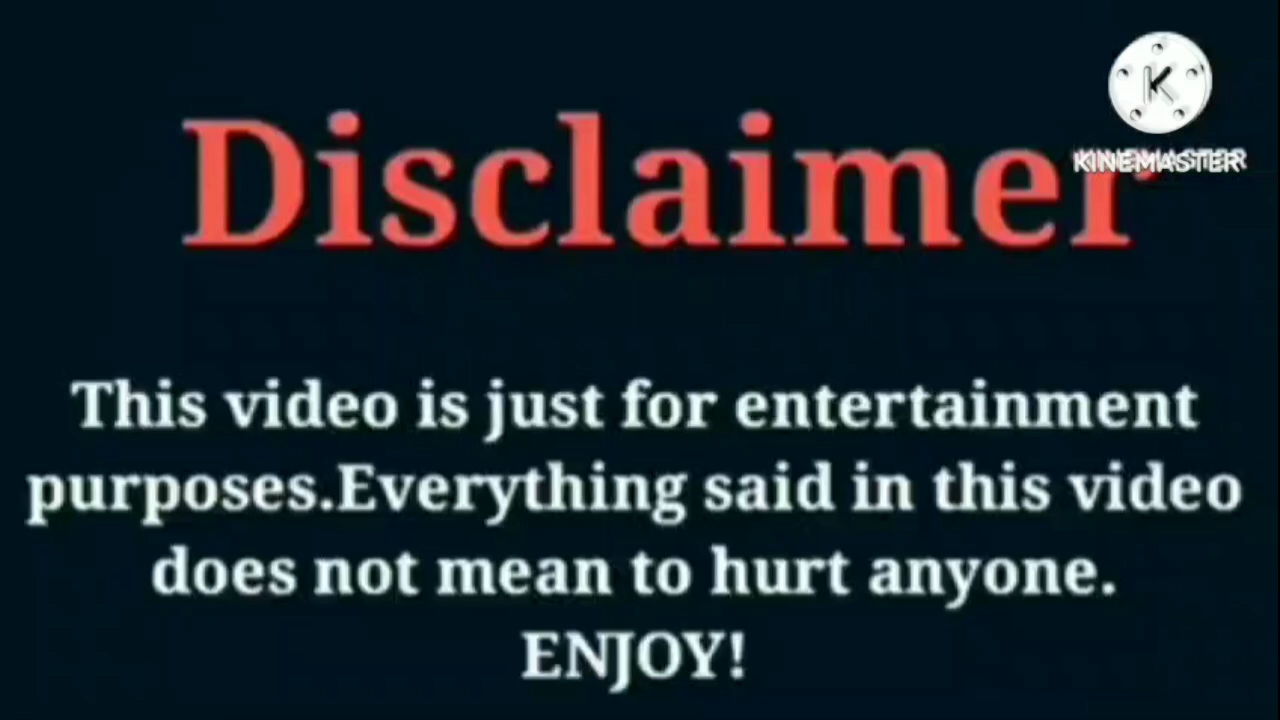 K
KINEMASTER
Disclaimer
This video is just for entertainment
purposes.Everything said in this video
does not mean to hurt anyone.
ENJOY!